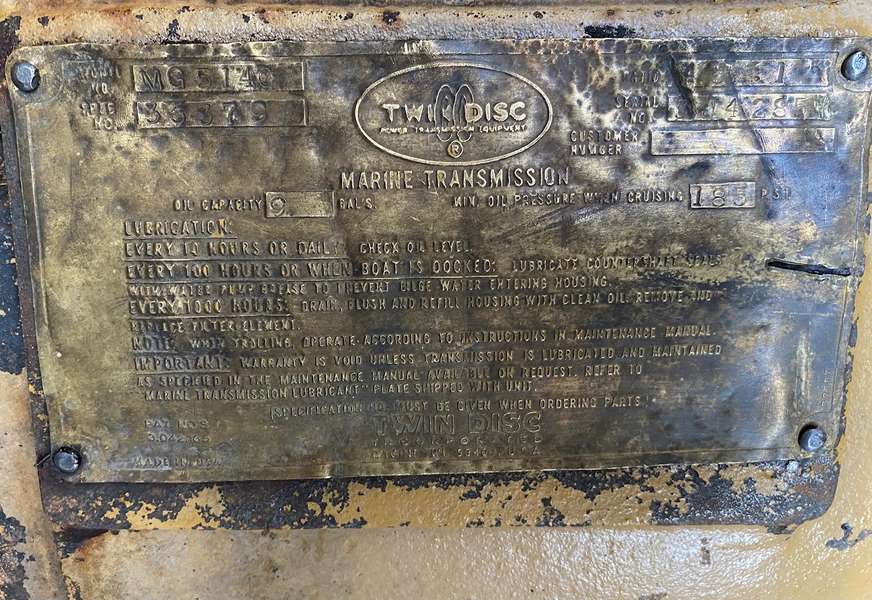 MODEL NO. MG514C
RATIO
SPEC NO. 33379
SERIAL NO.
TWIN DISC
POWER TRANSMISSION EQUIPMENT
®
CUSTOMER NUMBER
MARINE TRANSMISSION
OIL CAPACITY 9 GAL'S. MIN. OIL PRESSURE WHEN CRUISING 185 P.S.I.
LUBRICATION:
EVERY 10 HOURS OR DAILY: CHECK OIL LEVEL.
EVERY 100 HOURS OR WHEN BOAT IS DOCKED: LUBRICATE COUNTERSHAFT SEALS
WITH WATER PUMP GREASE TO PREVENT BILGE WATER ENTERING HOUSING.
EVERY 1000 HOURS: DRAIN, FLUSH AND REFILL HOUSING WITH CLEAN OIL. REMOVE AND
REPLACE FILTER ELEMENT.
NOTE: WHEN TROLLING, OPERATE ACCORDING TO INSTRUCTIONS IN MAINTENANCE MANUAL.
IMPORTANT: WARRANTY IS VOID UNLESS TRANSMISSION IS LUBRICATED AND MAINTAINED
AS SPECIFIED IN THE MAINTENANCE MANUAL AVAILABLE ON REQUEST. REFER TO
"MARINE TRANSMISSION LUBRICANT" PLATE SHIPPED WITH UNIT.
(SPECIFICATION NO. MUST BE GIVEN WHEN ORDERING PARTS)
PAT. NOS.
TWIN DISC
INCORPORATED
MADE IN USA